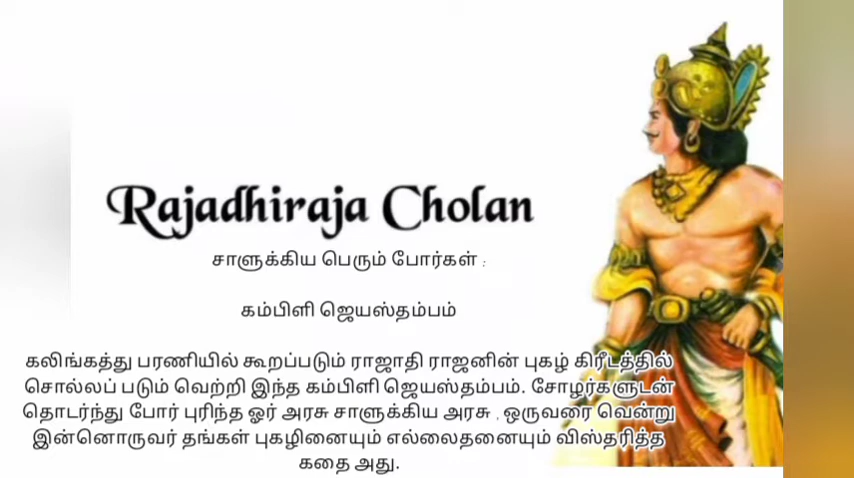 Rajadhiraja Cholan
சாளுக்கிய பெரும் போர்கள் :
கம்பிளி ஜெயஸ்தம்பம்
கலிங்கத்து பரணியில் கூறப்படும் ராஜாதி ராஜனின் புகழ் கிரீடத்தில்
சொல்லப் படும் வெற்றி இந்த கம்பிளி ஜெயஸ்தம்பம். சோழர்களுடன்
தொடர்ந்து போர் புரிந்த ஓர் அரசு சாளுக்கிய அரசு . ஒருவரை வென்று
இன்னொருவர் தங்கள் புகழினையும் எல்லைதனையும் விஸ்தரித்த
கதை அது.